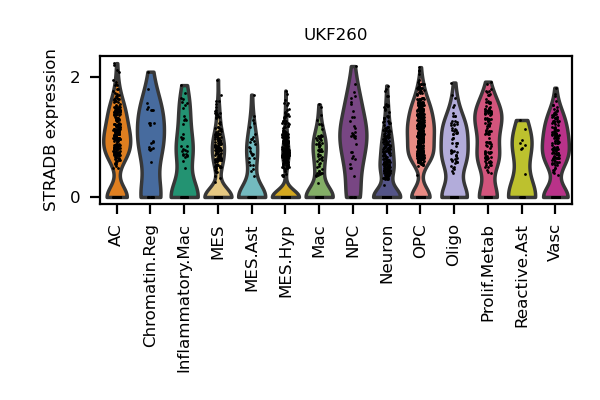 UKF260
STRADB expression
2
0
AC
Chromatin.Reg
Inflammatory.Mac
MES
MES.Ast
MES.Hyp
Mac
NPC
Neuron
OPC
Oligo
Prolif.Metab
Reactive.Ast
Vasc